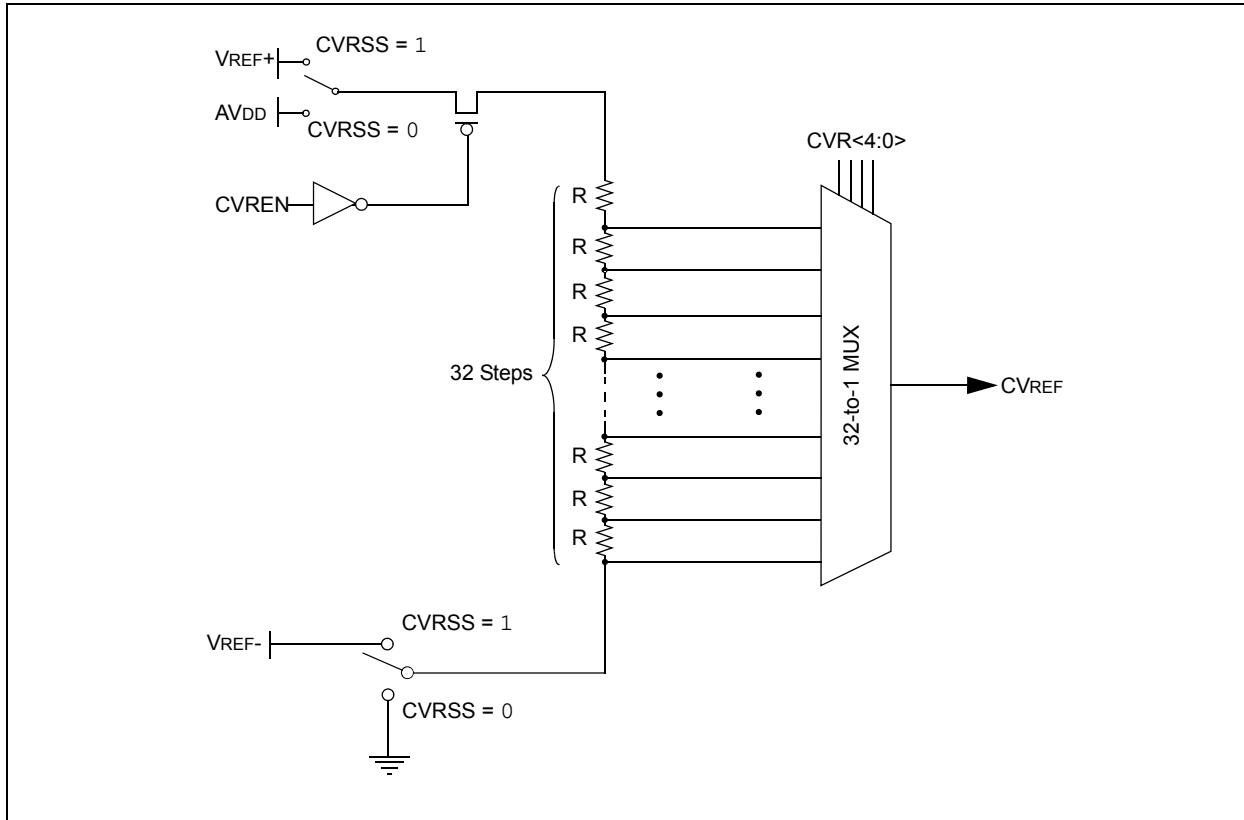 CVRSS = 1
VREF+
AVDD
CVRSS = 0
CVREN
CVR<4:0>
R
R
R
R
32 Steps
R
R
R
32-to-1 MUX
CVREF
CVRSS = 1
VREF-
CVRSS = 0